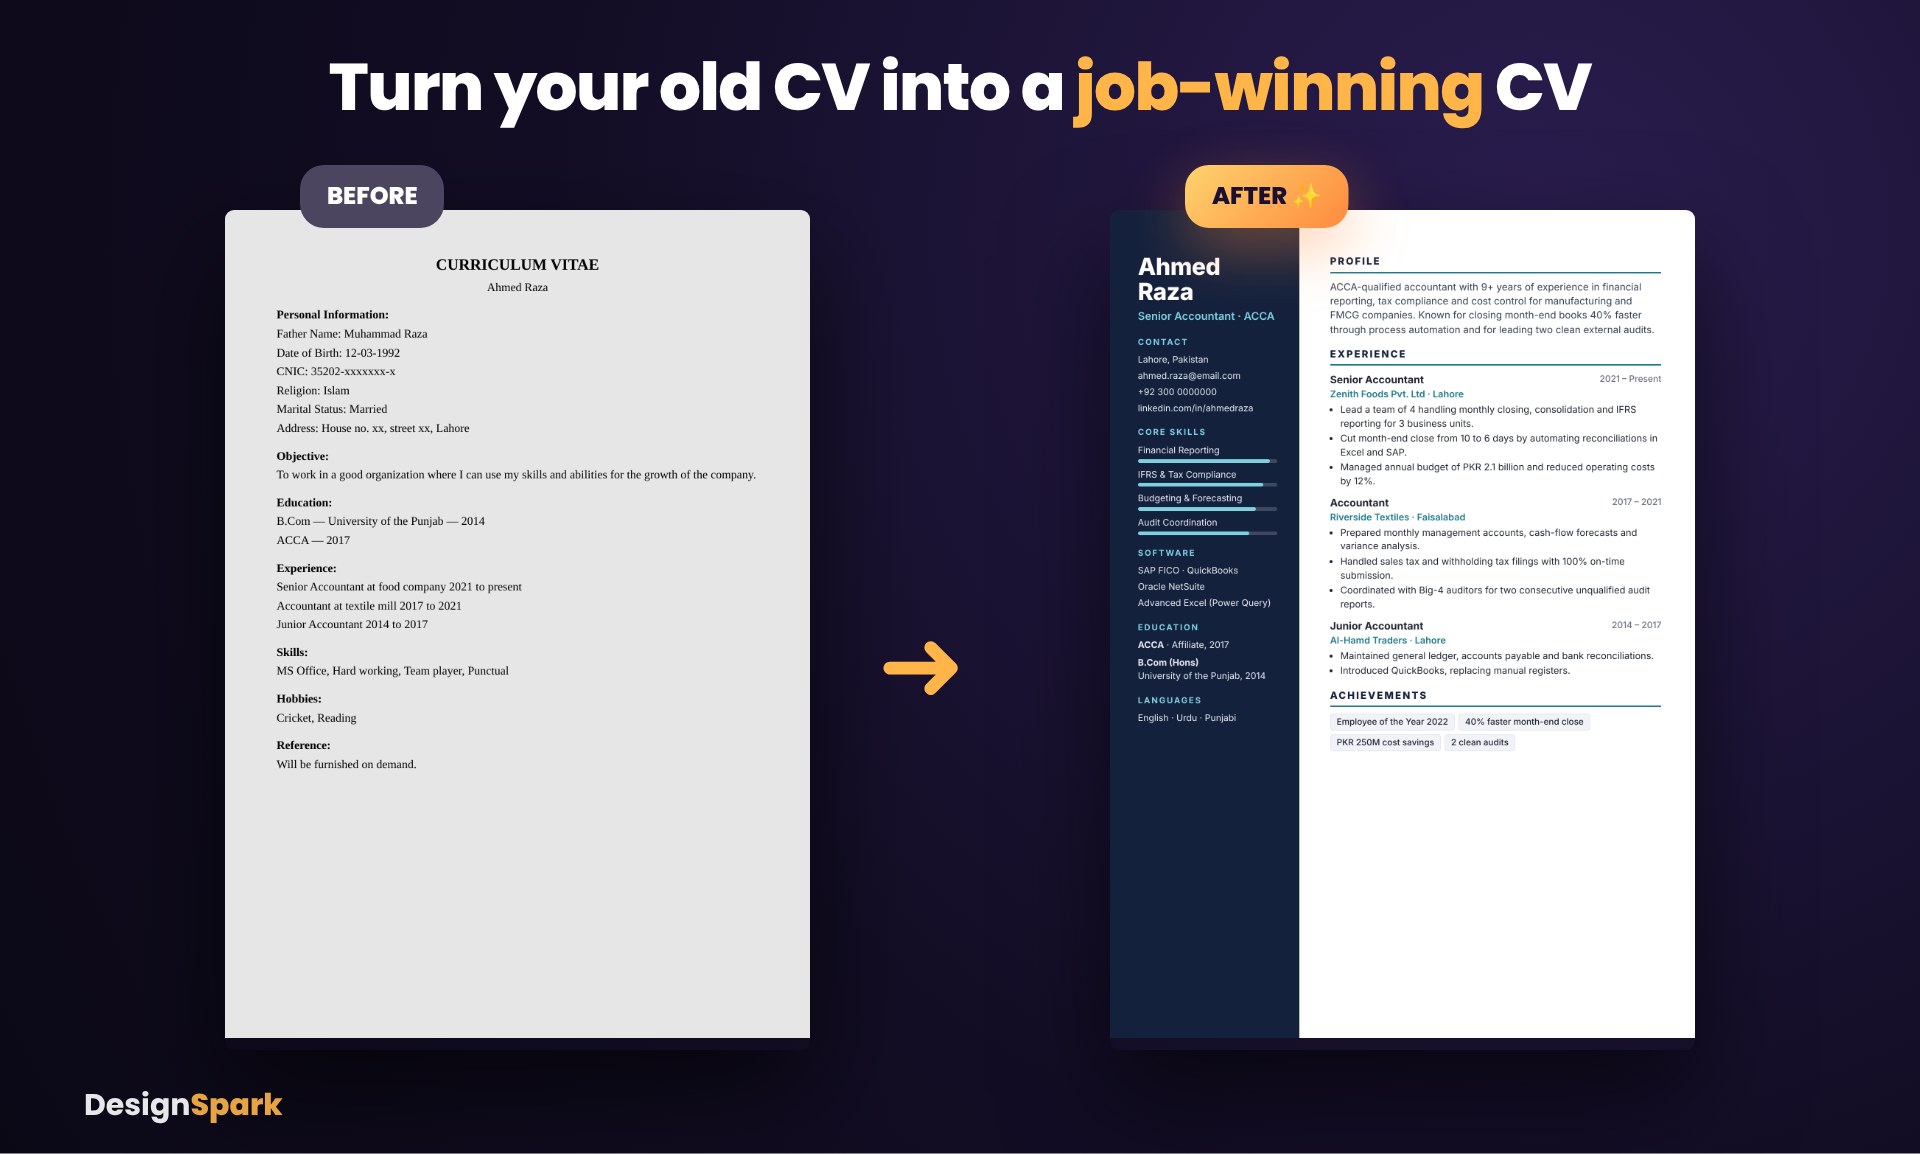 Turn your old CV into a job-winning CV
BEFORE
CURRICULUM VITAE
Ahmed Raza
Personal Information:
Father Name: Muhammad Raza
Date of Birth: 12-03-1992
CNIC: 35202-xxxxxxx-x
Religion: Islam
Marital Status: Married
Address: House no. xx, street xx, Lahore
Objective:
To work in a good organization where I can use my skills and abilities for the growth of the company.
Education:
B.Com — University of the Punjab — 2014
ACCA — 2017
Experience:
Senior Accountant at food company 2021 to present
Accountant at textile mill 2017 to 2021
Junior Accountant 2014 to 2017
Skills:
MS Office, Hard working, Team player, Punctual
Hobbies:
Cricket, Reading
Reference:
Will be furnished on demand.
AFTER ✨
Ahmed
Raza
Senior Accountant · ACCA
CONTACT
Lahore, Pakistan
ahmed.raza@email.com
+92 300 0000000
linkedin.com/in/ahmedraza
CORE SKILLS
Financial Reporting
IFRS & Tax Compliance
Budgeting & Forecasting
Audit Coordination
SOFTWARE
SAP FICO · QuickBooks
Oracle NetSuite
Advanced Excel (Power Query)
EDUCATION
ACCA · Affiliate, 2017
B.Com (Hons)
University of the Punjab, 2014
LANGUAGES
English · Urdu · Punjabi
PROFILE
ACCA-qualified accountant with 9+ years of experience in financial
reporting, tax compliance and cost control for manufacturing and
FMCG companies. Known for closing month-end books 40% faster
through process automation and for leading two clean external audits.
EXPERIENCE
Senior Accountant 2021 – Present
Zenith Foods Pvt. Ltd · Lahore
• Lead a team of 4 handling monthly closing, consolidation and IFRS
reporting for 3 business units.
• Cut month-end close from 10 to 6 days by automating reconciliations in
Excel and SAP.
• Managed annual budget of PKR 2.1 billion and reduced operating costs
by 12%.
Accountant 2017 – 2021
Riverside Textiles · Faisalabad
• Prepared monthly management accounts, cash-flow forecasts and
variance analysis.
• Handled sales tax and withholding tax filings with 100% on-time
submission.
• Coordinated with Big-4 auditors for two consecutive unqualified audit
reports.
Junior Accountant 2014 – 2017
Al-Hamd Traders · Lahore
• Maintained general ledger, accounts payable and bank reconciliations.
• Introduced QuickBooks, replacing manual registers.
ACHIEVEMENTS
Employee of the Year 2022 40% faster month-end close
PKR 250M cost savings 2 clean audits
DesignSpark